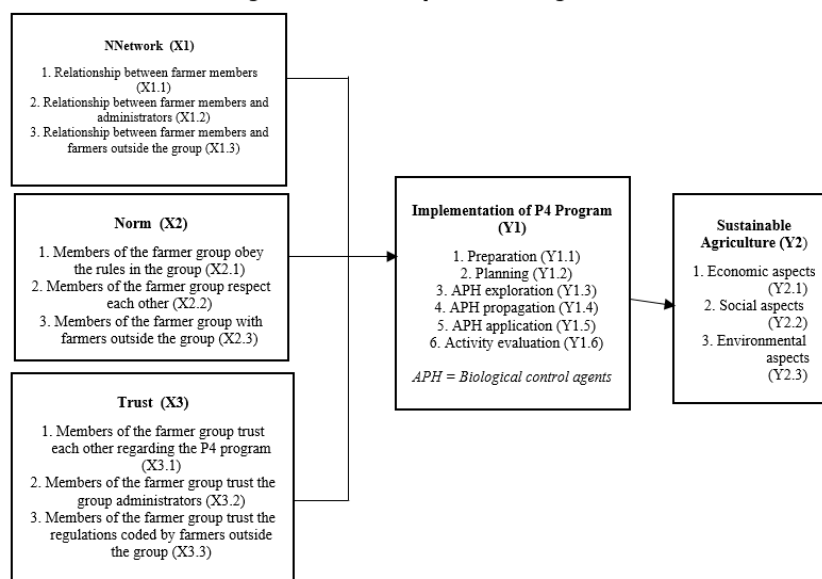 NNetwork (X1)
1. Relationship between farmer members
(X1.1)
2. Relationship between farmer members and
administrators (X1.2)
3. Relationship between farmer members and
farmers outside the group (X1.3)
Norm (X2)
1. Members of the farmer group obey
the rules in the group (X2.1)
2. Members of the farmer group respect
each other (X2.2)
3. Members of the farmer group with
farmers outside the group (X2.3)
Trust (X3)
1. Members of the farmer group trust
each other regarding the P4 program
(X3.1)
2. Members of the farmer group trust the
group administrators (X3.2)
3. Members of the farmer group trust the
regulations coded by farmers outside
the group (X3.3)
Implementation of P4 Program
(Y1)
1. Preparation (Y1.1)
2. Planning (Y1.2)
3. APH exploration (Y1.3)
4. APH propagation (Y1.4)
5. APH application (Y1.5)
6. Activity evaluation (Y1.6)
APH = Biological control agents
Sustainable
Agriculture (Y2)
1. Economic aspects
(Y2.1)
2. Social aspects
(Y2.2)
3. Environmental
aspects
(Y2.3)